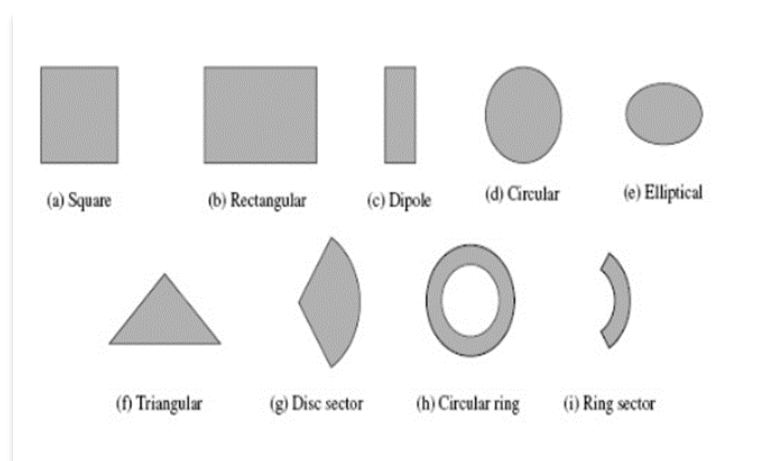 (a) Square
(b) Rectangular
(c) Dipole
(d) Circular
(e) Elliptical
(f) Triangular
(g) Disc sector
(h) Circular ring
(i) Ring sector